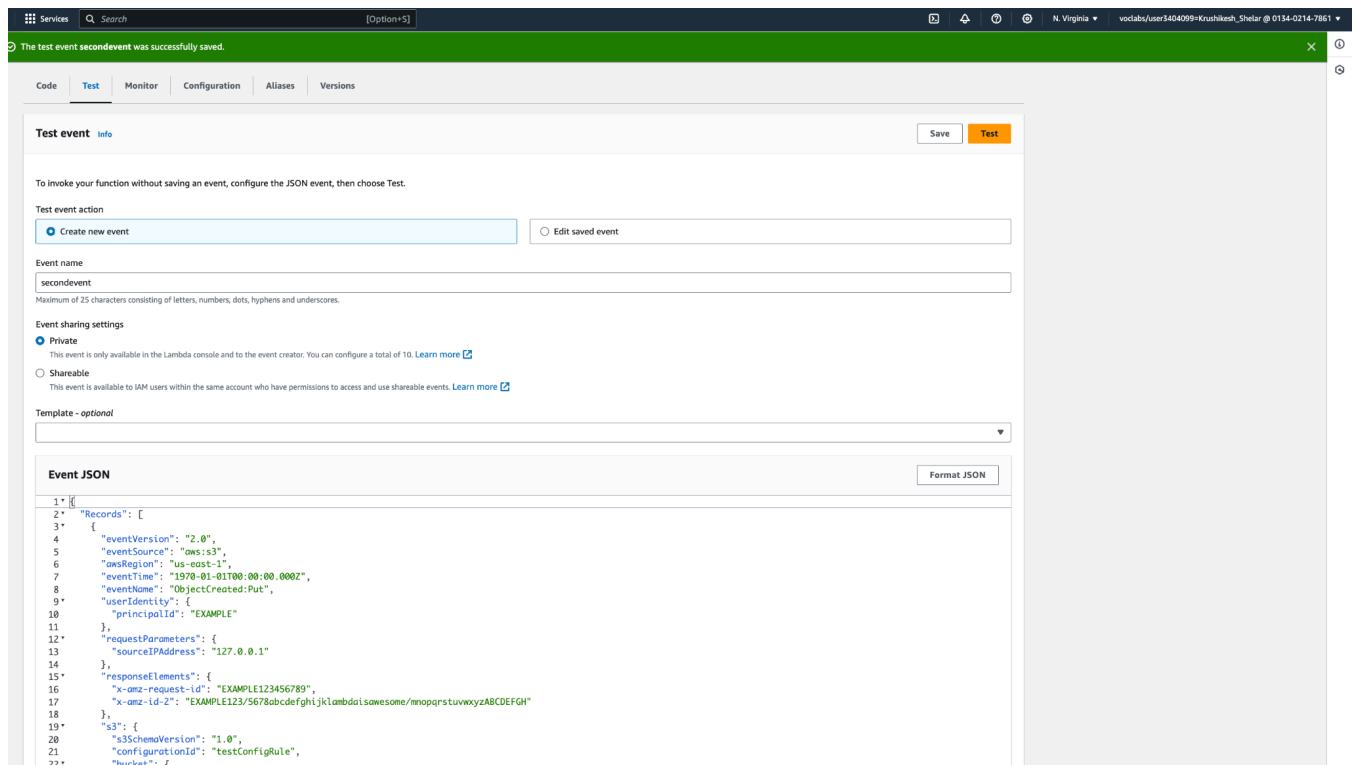 Services Search [Option+S] N. Virginia ▼ voclabs/user3404099=Krushikesh_Shelar @ 0134-0214-7861 ▼
The test event secondevent was successfully saved.
Code Test Monitor Configuration Aliases Versions
Test event Info Save Test
To invoke your function without saving an event, configure the JSON event, then choose Test.
Test event action
Create new event Edit saved event
Event name
secondevent
Maximum of 25 characters consisting of letters, numbers, dots, hyphens and underscores.
Event sharing settings
Private
This event is only available in the Lambda console and to the event creator. You can configure a total of 10. Learn more
Shareable
This event is available to IAM users within the same account who have permissions to access and use shareable events. Learn more
Template - optional
Event JSON Format JSON
1 {
2 "Records": [
3 {
4 "eventVersion": "2.0",
5 "eventSource": "aws:s3",
6 "awsRegion": "us-east-1",
7 "eventTime": "1970-01-01T00:00:00.000Z",
8 "eventName": "ObjectCreated:Put",
9 "userIdentity": {
10 "principalId": "EXAMPLE"
11 },
12 "requestParameters": {
13 "sourceIPAddress": "127.0.0.1"
14 },
15 "responseElements": {
16 "x-amz-request-id": "EXAMPLE123456789",
17 "x-amz-id-2": "EXAMPLE123/5678abcdefghijklambdaisawesome/mnopqrstuvwxyzABCDEFGH"
18 },
19 "s3": {
20 "s3SchemaVersion": "1.0",
21 "configurationId": "testConfigRule",
22 "bucket": {